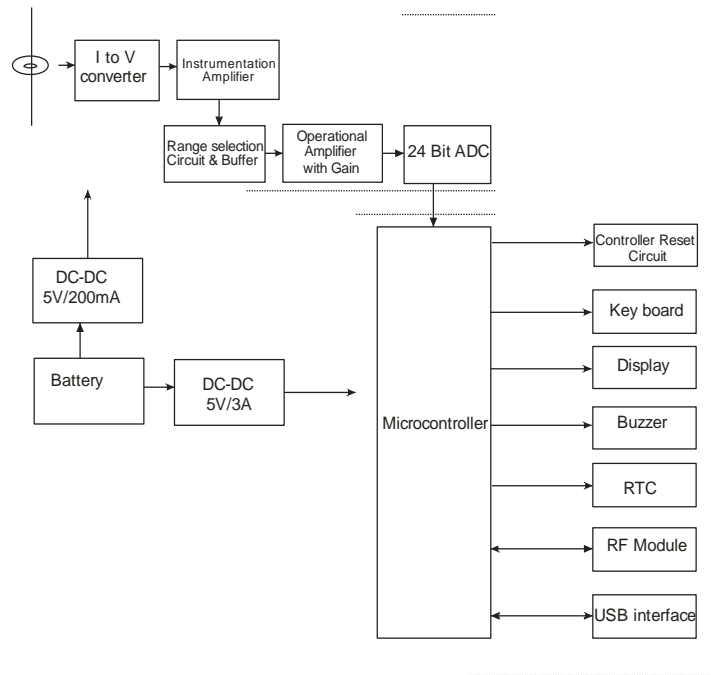 I to V
converter
Instrumentation
Amplifier
Range selection
Circuit & Buffer
Operational
Amplifier
with Gain
24 Bit ADC
DC-DC
5V/200mA
Battery
DC-DC
5V/3A
Microcontroller
Controller Reset
Circuit
Key board
Display
Buzzer
RTC
RF Module
USB interface